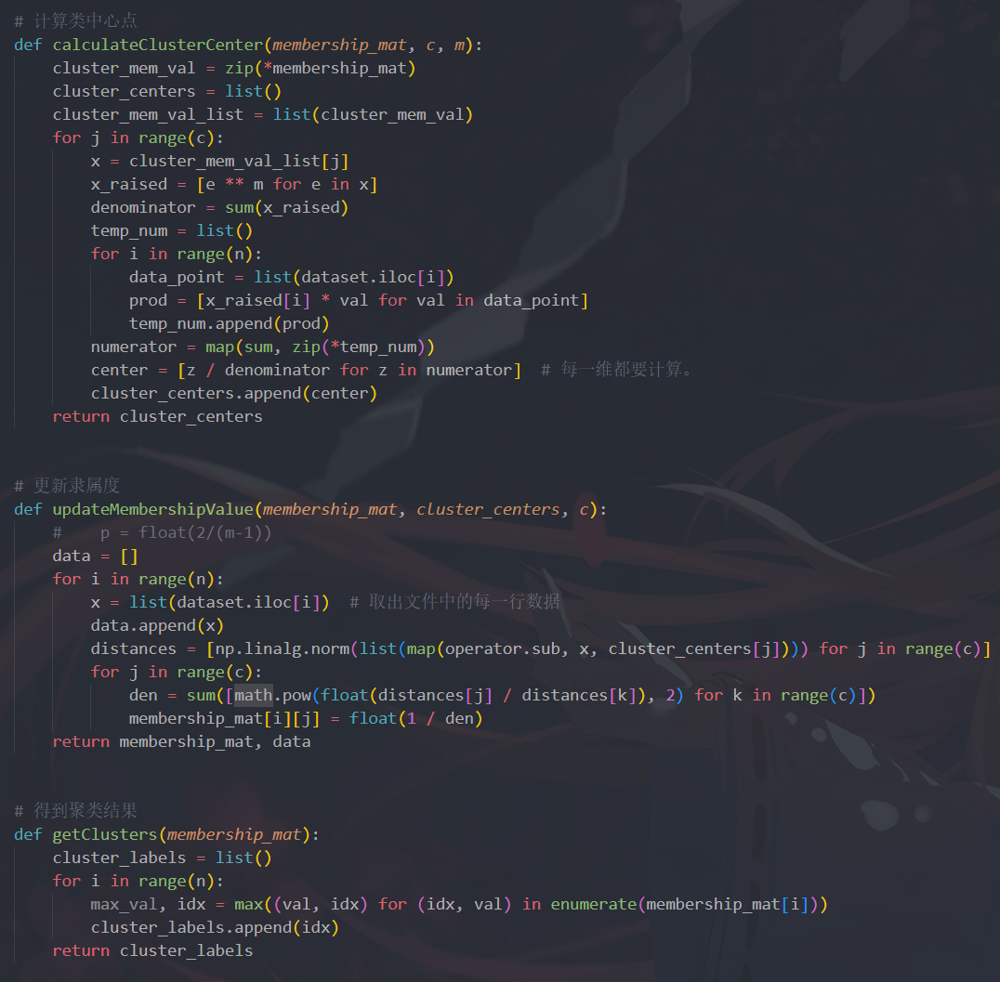 # 计算类中心点
def calculateClusterCenter(membership_mat, c, m):
    cluster_mem_val = zip(*membership_mat)
    cluster_centers = list()
    cluster_mem_val_list = list(cluster_mem_val)
    for j in range(c):
        x = cluster_mem_val_list[j]
        x_raised = [e ** m for e in x]
        denominator = sum(x_raised)
        temp_num = list()
        for i in range(n):
            data_point = list(dataset.iloc[i])
            prod = [x_raised[i] * val for val in data_point]
            temp_num.append(prod)
        numerator = map(sum, zip(*temp_num))
        center = [z / denominator for z in numerator]  # 每一维都要计算。
        cluster_centers.append(center)
    return cluster_centers
# 更新隶属度
def updateMembershipValue(membership_mat, cluster_centers, c):
    #    p = float(2/(m-1))
    data = []
    for i in range(n):
        x = list(dataset.iloc[i])  # 取出文件中的每一行数据
        data.append(x)
        distances = [np.linalg.norm(list(map(operator.sub, x, cluster_centers[j]))) for j in range(c)]
        for j in range(c):
            den = sum([math.pow(float(distances[j] / distances[k]), 2) for k in range(c)])
            membership_mat[i][j] = float(1 / den)
    return membership_mat, data
# 得到聚类结果
def getClusters(membership_mat):
    cluster_labels = list()
    for i in range(n):
        max_val, idx = max((val, idx) for (idx, val) in enumerate(membership_mat[i]))
        cluster_labels.append(idx)
    return cluster_labels